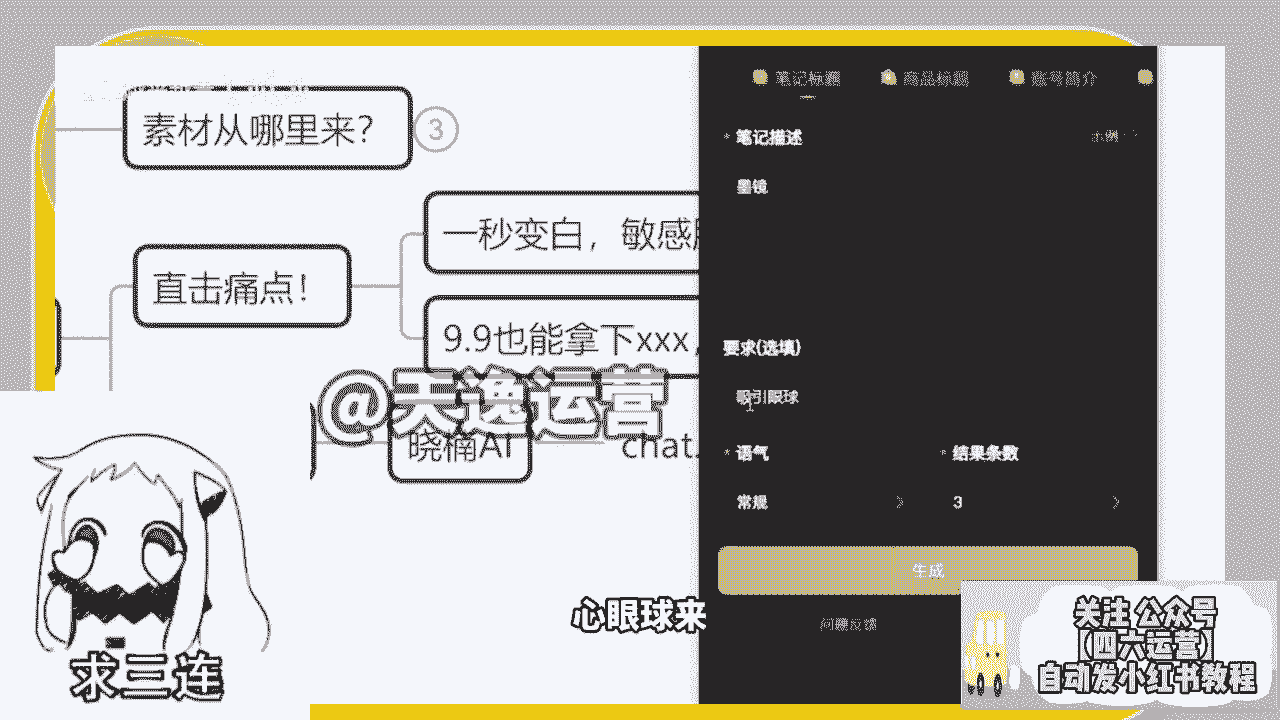 笔记标题
商品标题
账号简介
素材从哪里来?
3
* 笔记描述
示例
墨镜
一秒变白，敏感
直击痛点！
9.9也能拿下xxx,
要求(选填)
吸引眼球
@天逸运营
晓楠AI
chat.
* 语气
* 结果条数
常规
3
生成
心眼球来
问题反馈
求三连
关注 公众号
(四六运营)
自动发小红书教程